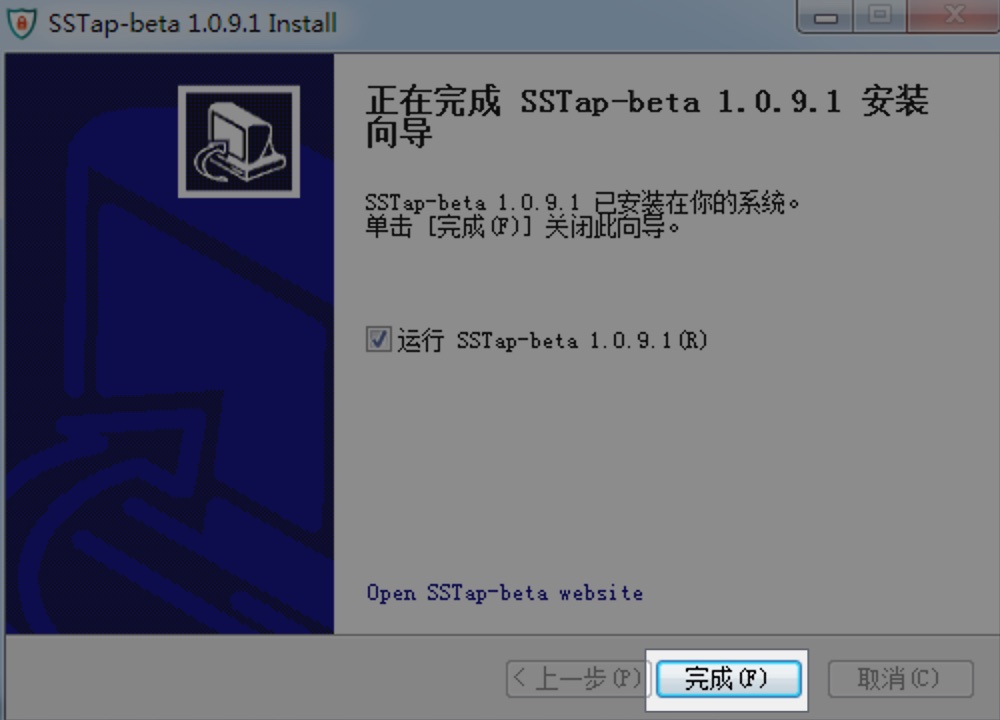 SSTap-beta 1.0.9.1 Install
正在完成 SSTap-beta 1.0.9.1 安装
向导
SSTap-beta 1.0.9.1 已安装在你的系统。
单击 [完成(F)] 关闭此向导。
运行 SSTap-beta 1.0.9.1(R)
Open SSTap-beta website
< 上一步(P) 完成(F) 取消(C)